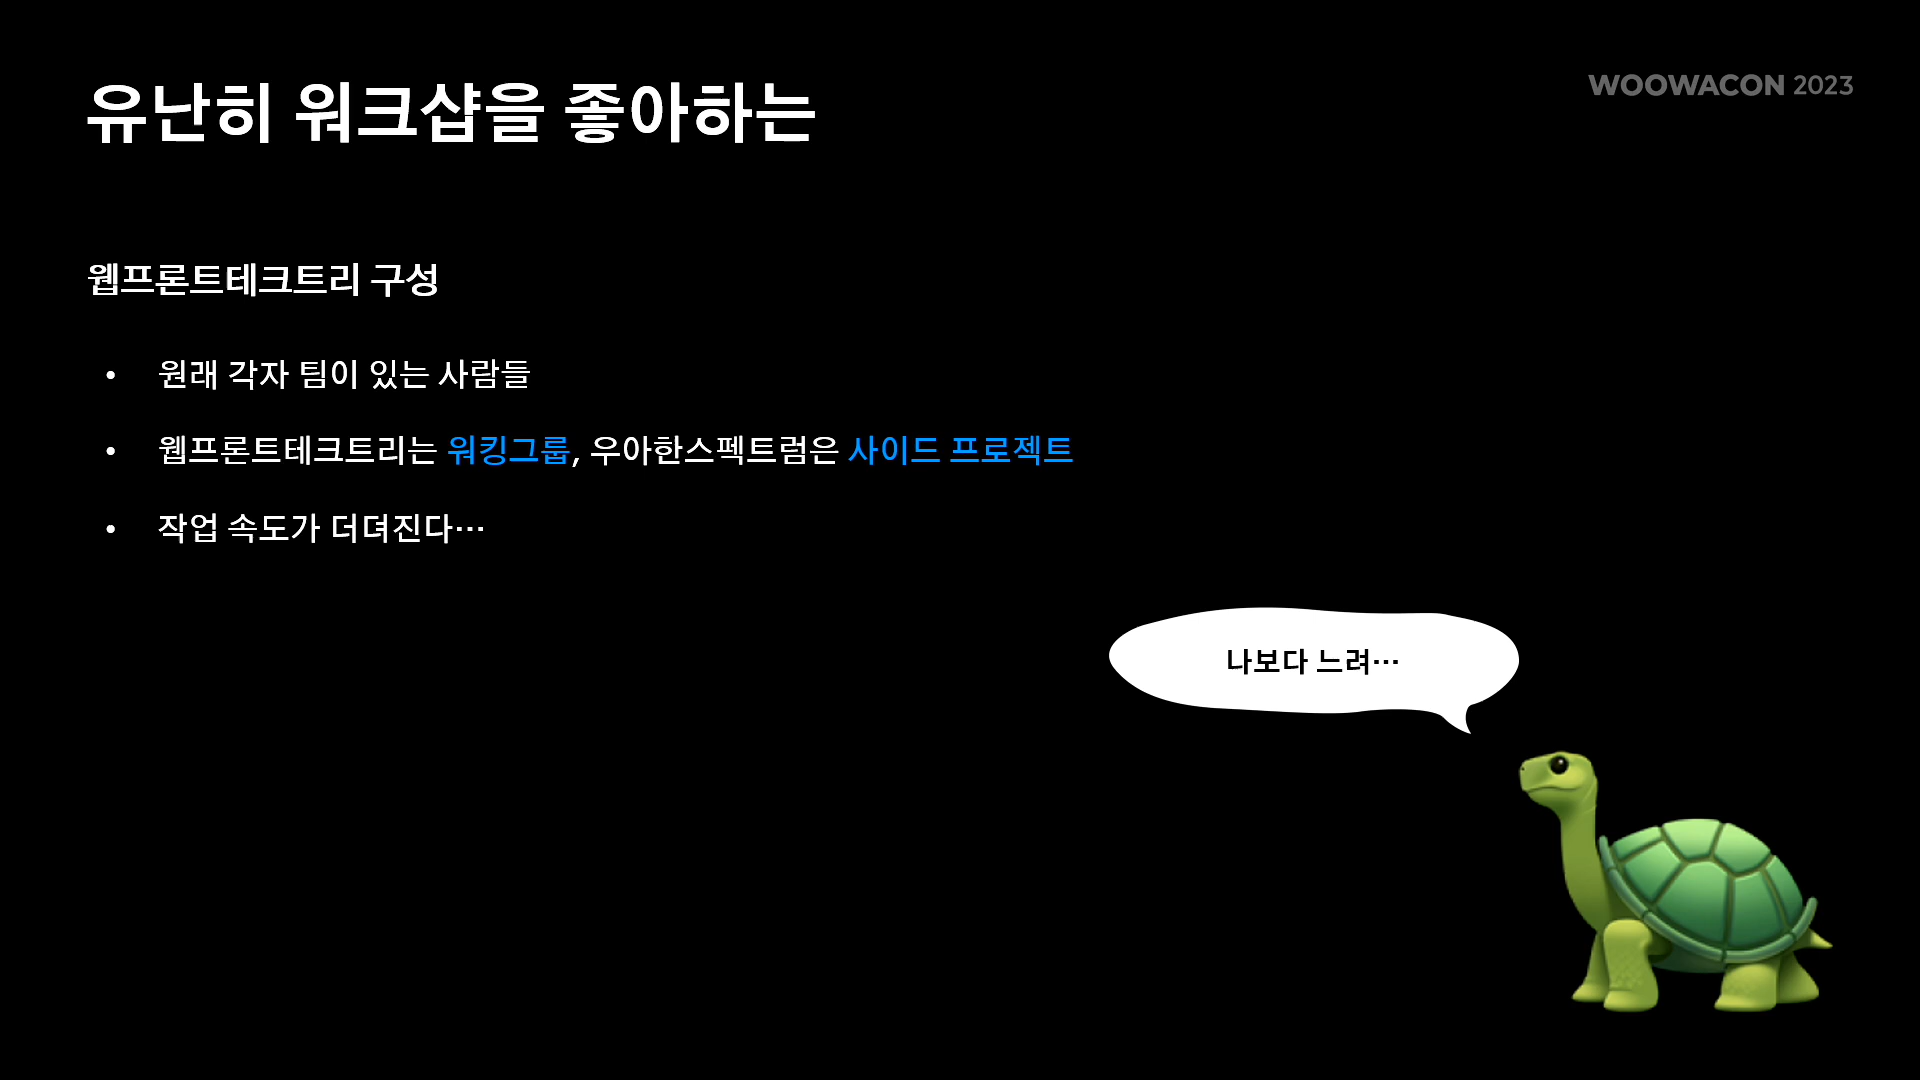 유난히 워크샵을 좋아하는
WOOWACON 2023
웹프론트테크트리 구성
• 원래 각자 팀이 있는 사람들
• 웹프론트테크트리는 워킹그룹, 우아한스펙트럼은 사이드 프로젝트
• 작업 속도가 더뎌진다…
나보다 느려…